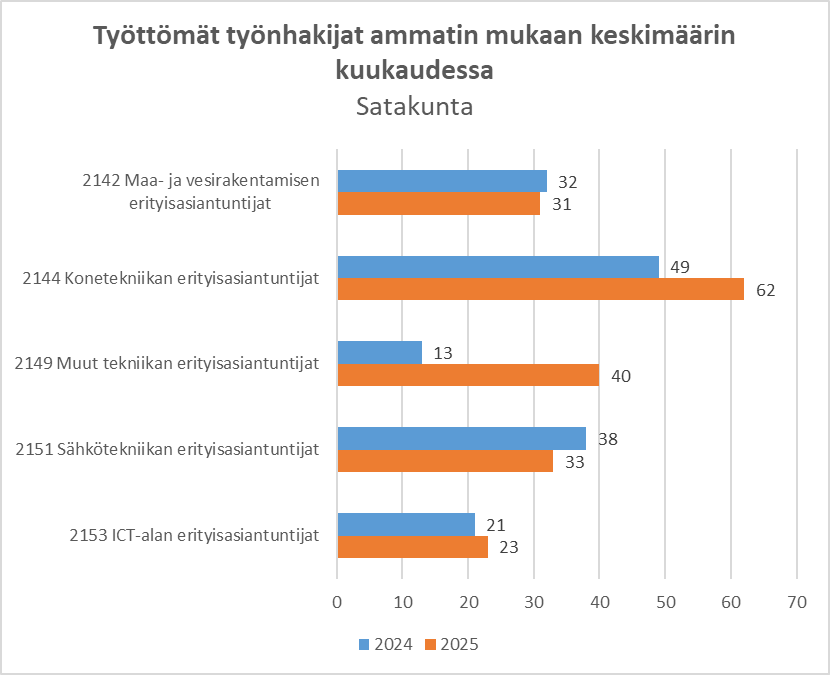 Työttömät työnhakijat ammatin mukaan keskimäärin
kuukaudessa
Satakunta
2142 Maa- ja vesirakentamisen
erityisasiantuntijat
32
31
2144 Konetekniikan erityisasiantuntijat
49
62
2149 Muut tekniikan erityisasiantuntijat
13
40
2151 Sähkötekniikan erityisasiantuntijat
38
33
2153 ICT-alan erityisasiantuntijat
21
23
0 10 20 30 40 50 60 70
2024 2025